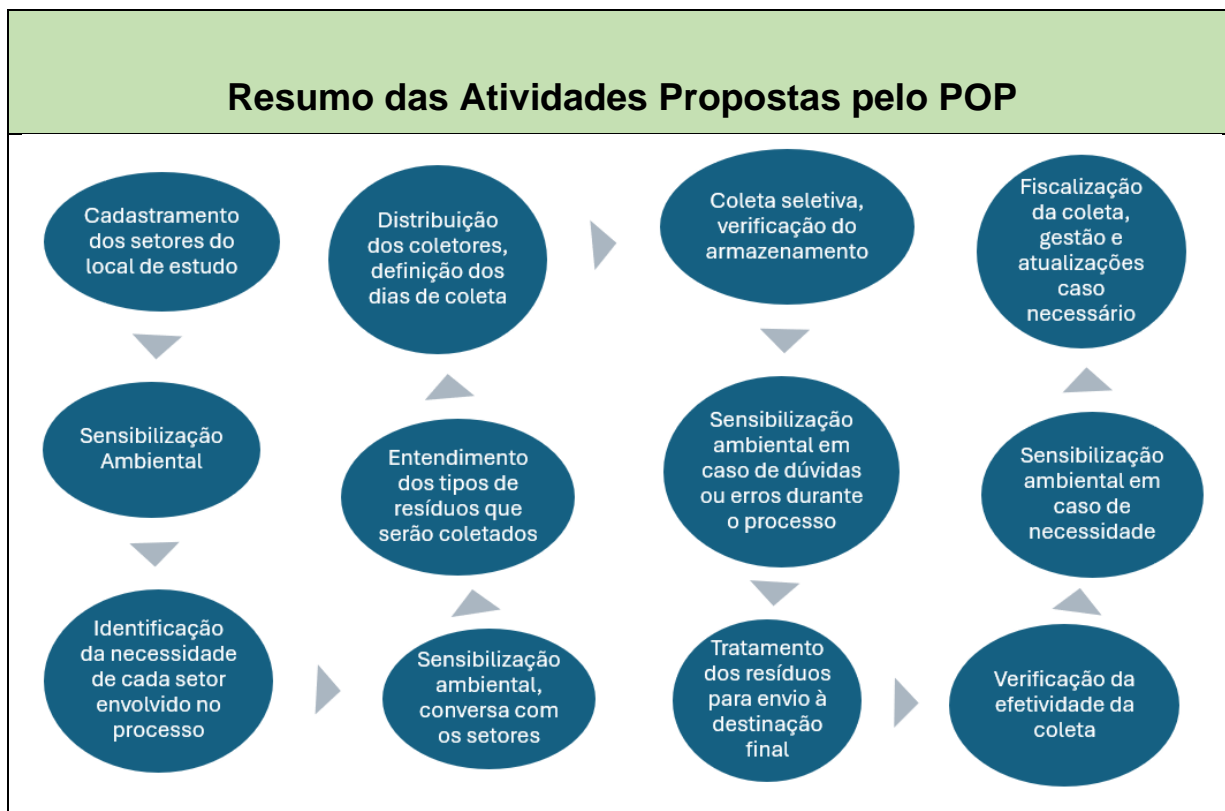 Resumo das Atividades Propostas pelo POP
Cadastramento
dos setores do
local de estudo
Sensibilização
Ambiental
Identificação
da necessidade
de cada setor
envolvido no
processo
Sensibilização
ambiental,
conversa com
os setores
Entendimento
dos tipos de
resíduos que
serão coletados
Distribuição
dos coletores,
definição dos
dias de coleta
Coleta seletiva,
verificação do
armazenamento
Sensibilização
ambiental em
caso de dúvidas
ou erros durante
o processo
Tratamento
dos resíduos
para envio à
destinação
final
Verificação da
efetividade da
coleta
Sensibilização
ambiental em
caso de
necessidade
Fiscalização
da coleta,
gestão e
atualizações
caso
necessário